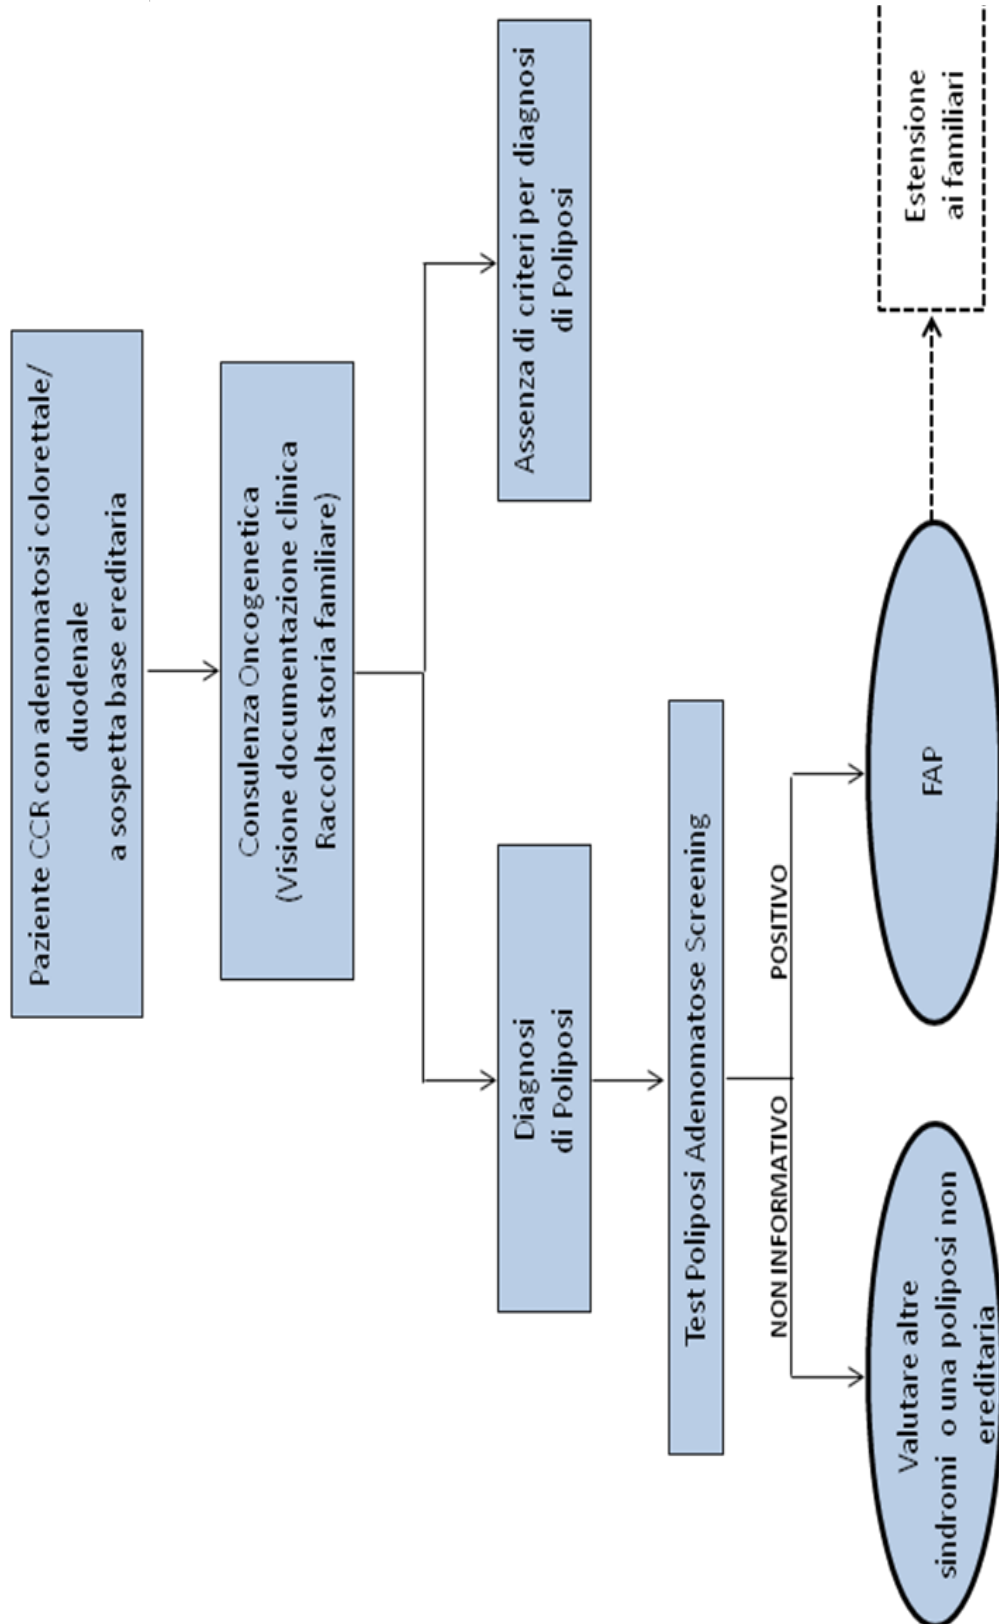 Paziente CCR con adenomatosi colorettale/
duodenale
a sospetta base ereditaria
Consulenza Oncogenetica
(Visione documentazione clinica
Raccolta storia familiare)
Diagnosi
di Poliposi
Assenza di criteri per diagnosi
di Poliposi
Test Poliposi Adenomatose Screening
NON INFORMATIVO
POSITIVO
Valutare altre
sindromi o una poliposi non
ereditaria
FAP
Estensione
ai familiari